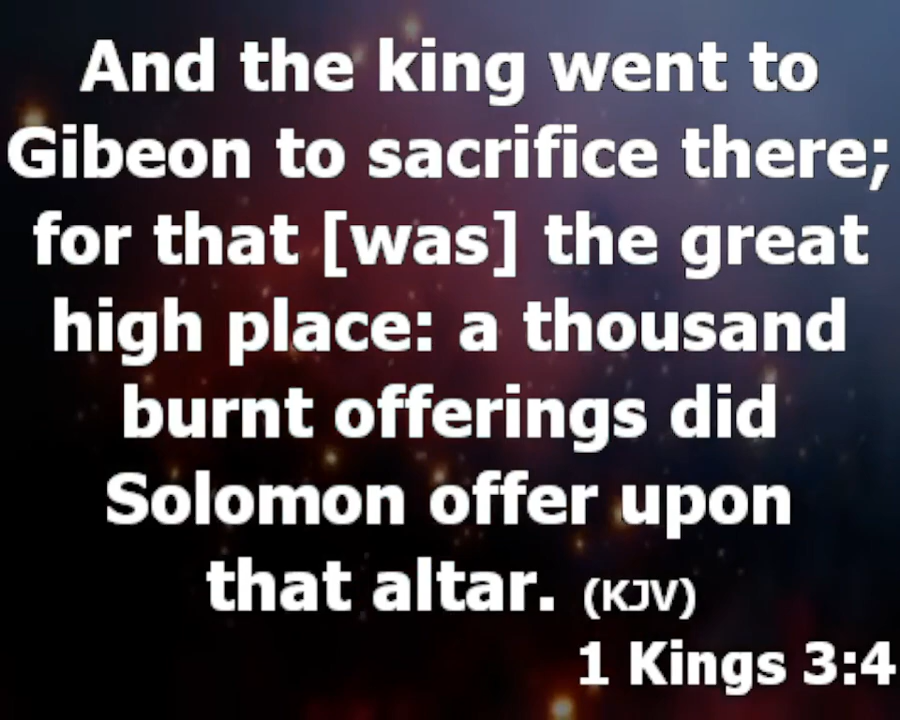 And the king went to
Gibeon to sacrifice there;
for that [was] the great
high place: a thousand
burnt offerings did
Solomon offer upon
that altar. (KJV)
1 Kings 3:4